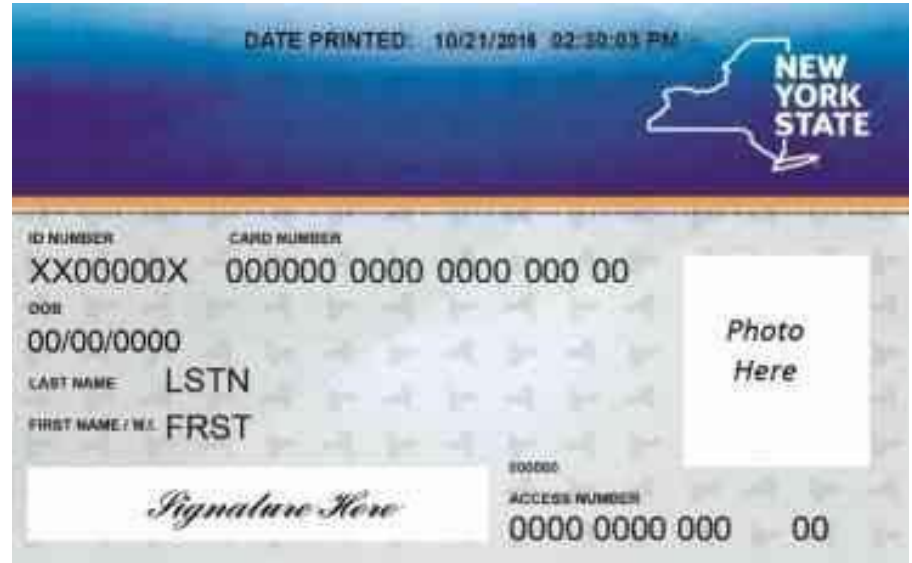 DATE PRINTED: 10/21/2016 02:30:03 PM
NEW
YORK
STATE
ID NUMBER CARD NUMBER
XX00000X 000000 0000 0000 000 00
DOB
00/00/0000
LAST NAME LSTN
FIRST NAME / M.I. FRST
Photo
Here
Signature Here
000000
ACCESS NUMBER
0000 0000 000 00